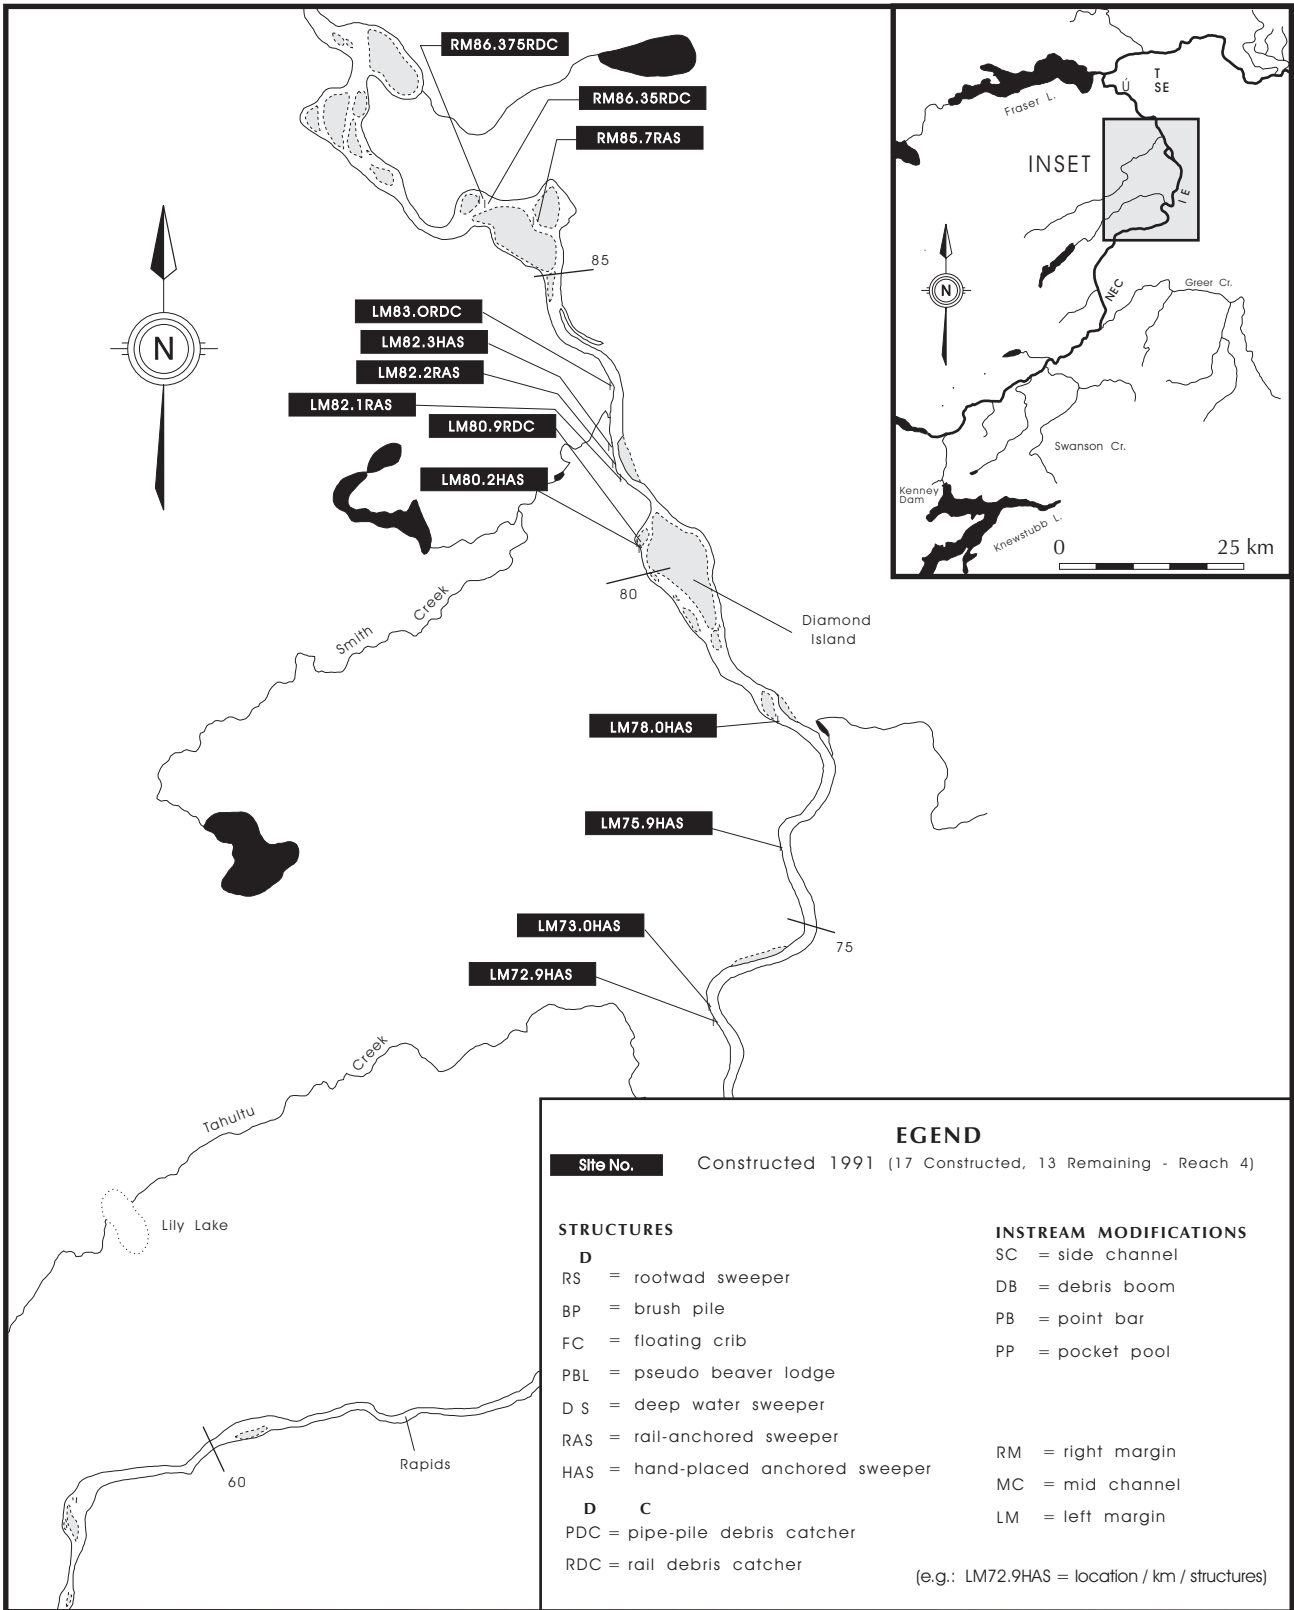 RM86.375RDC
RM86.35RDC
RM85.7RAS
85
N
LM83.ORDC
LM82.3HAS
LM82.2RAS
LM82.1RAS
LM80.9RDC
LM80.2HAS
80
Diamond
Island
Smith Creek
LM78.0HAS
LM75.9HAS
75
LM73.0HAS
LM72.9HAS
Tahultu Creek
Lily Lake
60
Rapids
Fraser L.
Ú
T
SE
INSET
I E
N
NEC
Greer Cr.
Swanson Cr.
Kenney
Dam
Knewstubb L.
0 25 km
EGEND
Site No. Constructed 1991 (17 Constructed, 13 Remaining - Reach 4)
STRUCTURES
D
RS = rootwad sweeper
BP = brush pile
FC = floating crib
PBL = pseudo beaver lodge
D S = deep water sweeper
RAS = rail-anchored sweeper
HAS = hand-placed anchored sweeper
D C
PDC = pipe-pile debris catcher
RDC = rail debris catcher
INSTREAM MODIFICATIONS
SC = side channel
DB = debris boom
PB = point bar
PP = pocket pool
RM = right margin
MC = mid channel
LM = left margin
(e.g.: LM72.9HAS = location / km / structures)